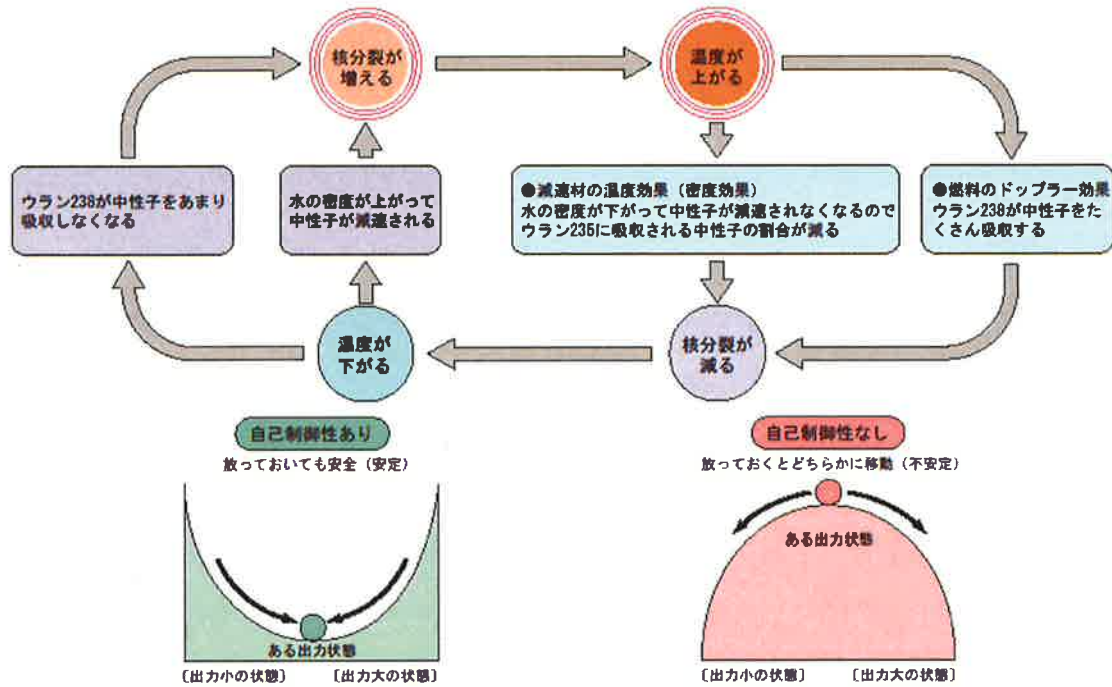 核分裂が
増える
温度が
上がる
ウラン238が中性子をあまり
吸収しなくなる
水の密度が上がって
中性子が減速される
●減速材の温度効果（密度効果）
水の密度が下がって中性子が減速されなくなるので
ウラン235に吸収される中性子の割合が減る
●燃料のドップラー効果
ウラン238が中性子をた
くさん吸収する
温度が
下がる
核分裂が
減る
自己制御性あり
放っておいても安全（安定）
ある出力状態
〔出力小の状態〕
〔出力大の状態〕
自己制御性なし
放っておくとどちらかに移動（不安定）
ある出力状態
〔出力小の状態〕
〔出力大の状態〕